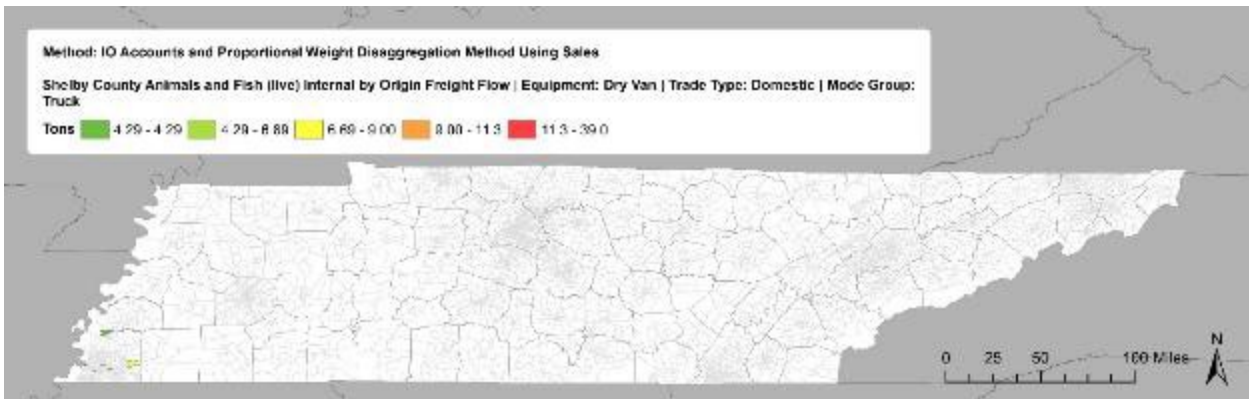 Method: IO Accounts and Proportional Weight Disaggregation Method Using Sales
Shelby County Animals and Fish (live) Internal by Origin Freight Flow | Equipment: Dry Van | Trade Type: Domestic | Mode Group:
Truck
Tons 4.29 - 4.29 4.29 - 6.69 6.69 - 9.00 9.00 - 11.3 11.3 - 39.0
N
0 25 50 100 Miles